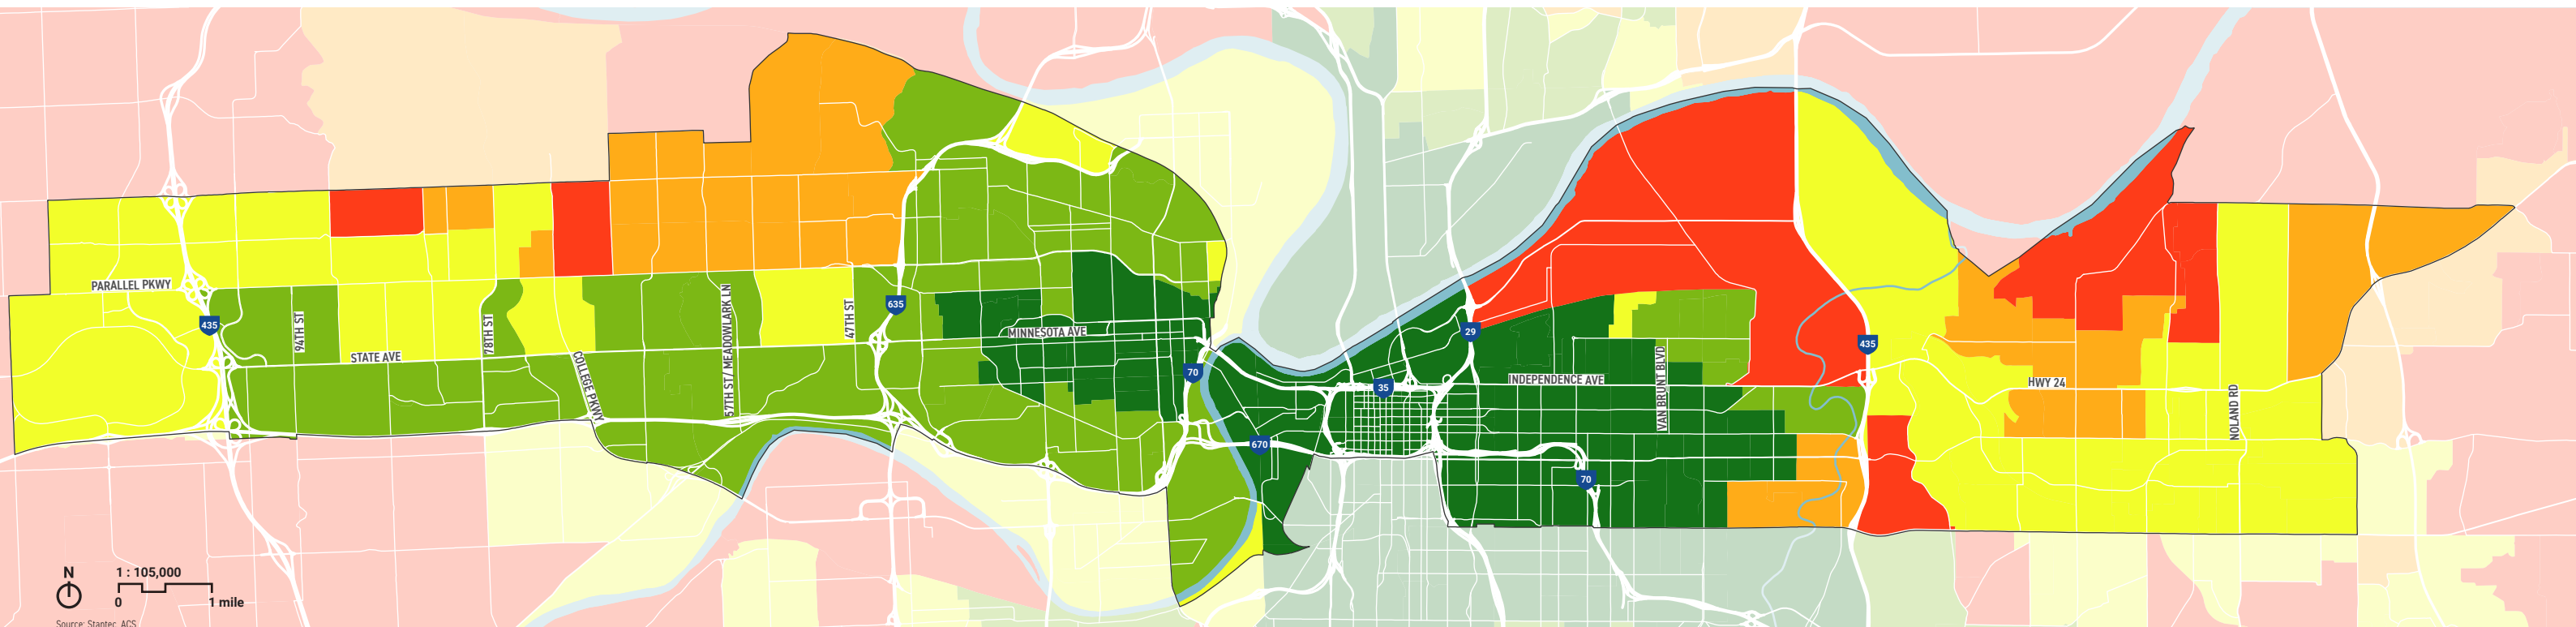 PARALLEL PKWY
435
94TH ST
STATE AVE
78TH ST
COLLEGE PKWY
57TH ST/ MEADOWLARK LN
47TH ST
635
MINNESOTA AVE
70
670
35
29
INDEPENDENCE AVE
VAN BRUNT BLVD
70
435
HWY 24
NOLAND RD
N
1 : 105,000
0 1 mile
Source: Stantec, ACS